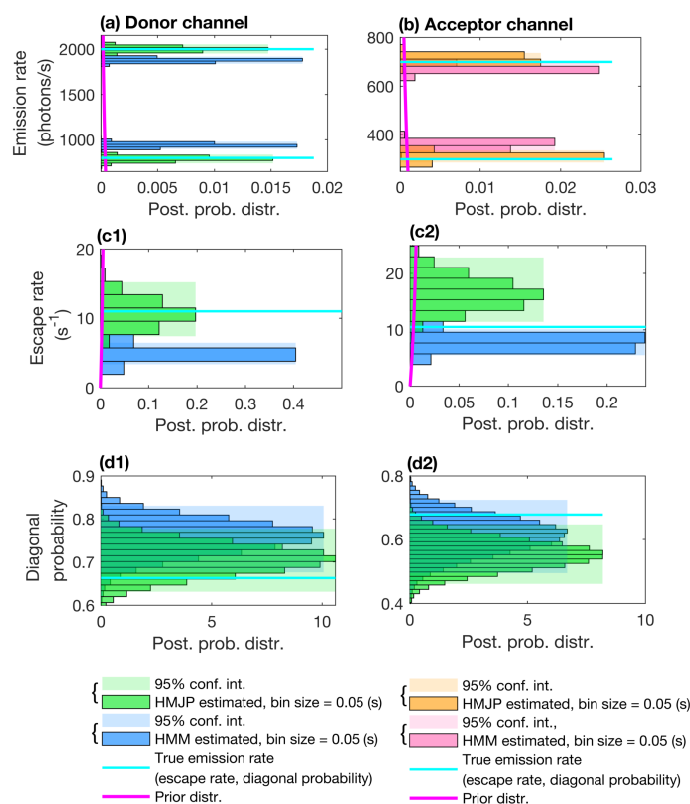 (a) Donor channel
(b) Acceptor channel
Emission rate
(photons/s)
2000
1500
1000
0
0.005
0.01
0.015
0.02
Post. prob. distr.
800
600
400
0
0.01
0.02
0.03
Post. prob. distr.
(c1)
(c2)
Escape rate
(s⁻¹)
20
10
0
0
0.1
0.2
0.3
0.4
Post. prob. distr.
20
10
0
0
0.05
0.1
0.15
0.2
Post. prob. distr.
(d1)
(d2)
Diagonal
probability
0.9
0.8
0.7
0.6
0
5
10
Post. prob. distr.
0.8
0.6
0.4
0
5
10
Post. prob. distr.
95% conf. int.
HMJP estimated, bin size = 0.05 (s)
95% conf. int.
HMM estimated, bin size = 0.05 (s)
True emission rate
(escape rate, diagonal probability)
Prior distr.
95% conf. int.
HMJP estimated, bin size = 0.05 (s)
95% conf. int.,
HMM estimated, bin size = 0.05 (s)
True emission rate
(escape rate, diagonal probability)
Prior distr.